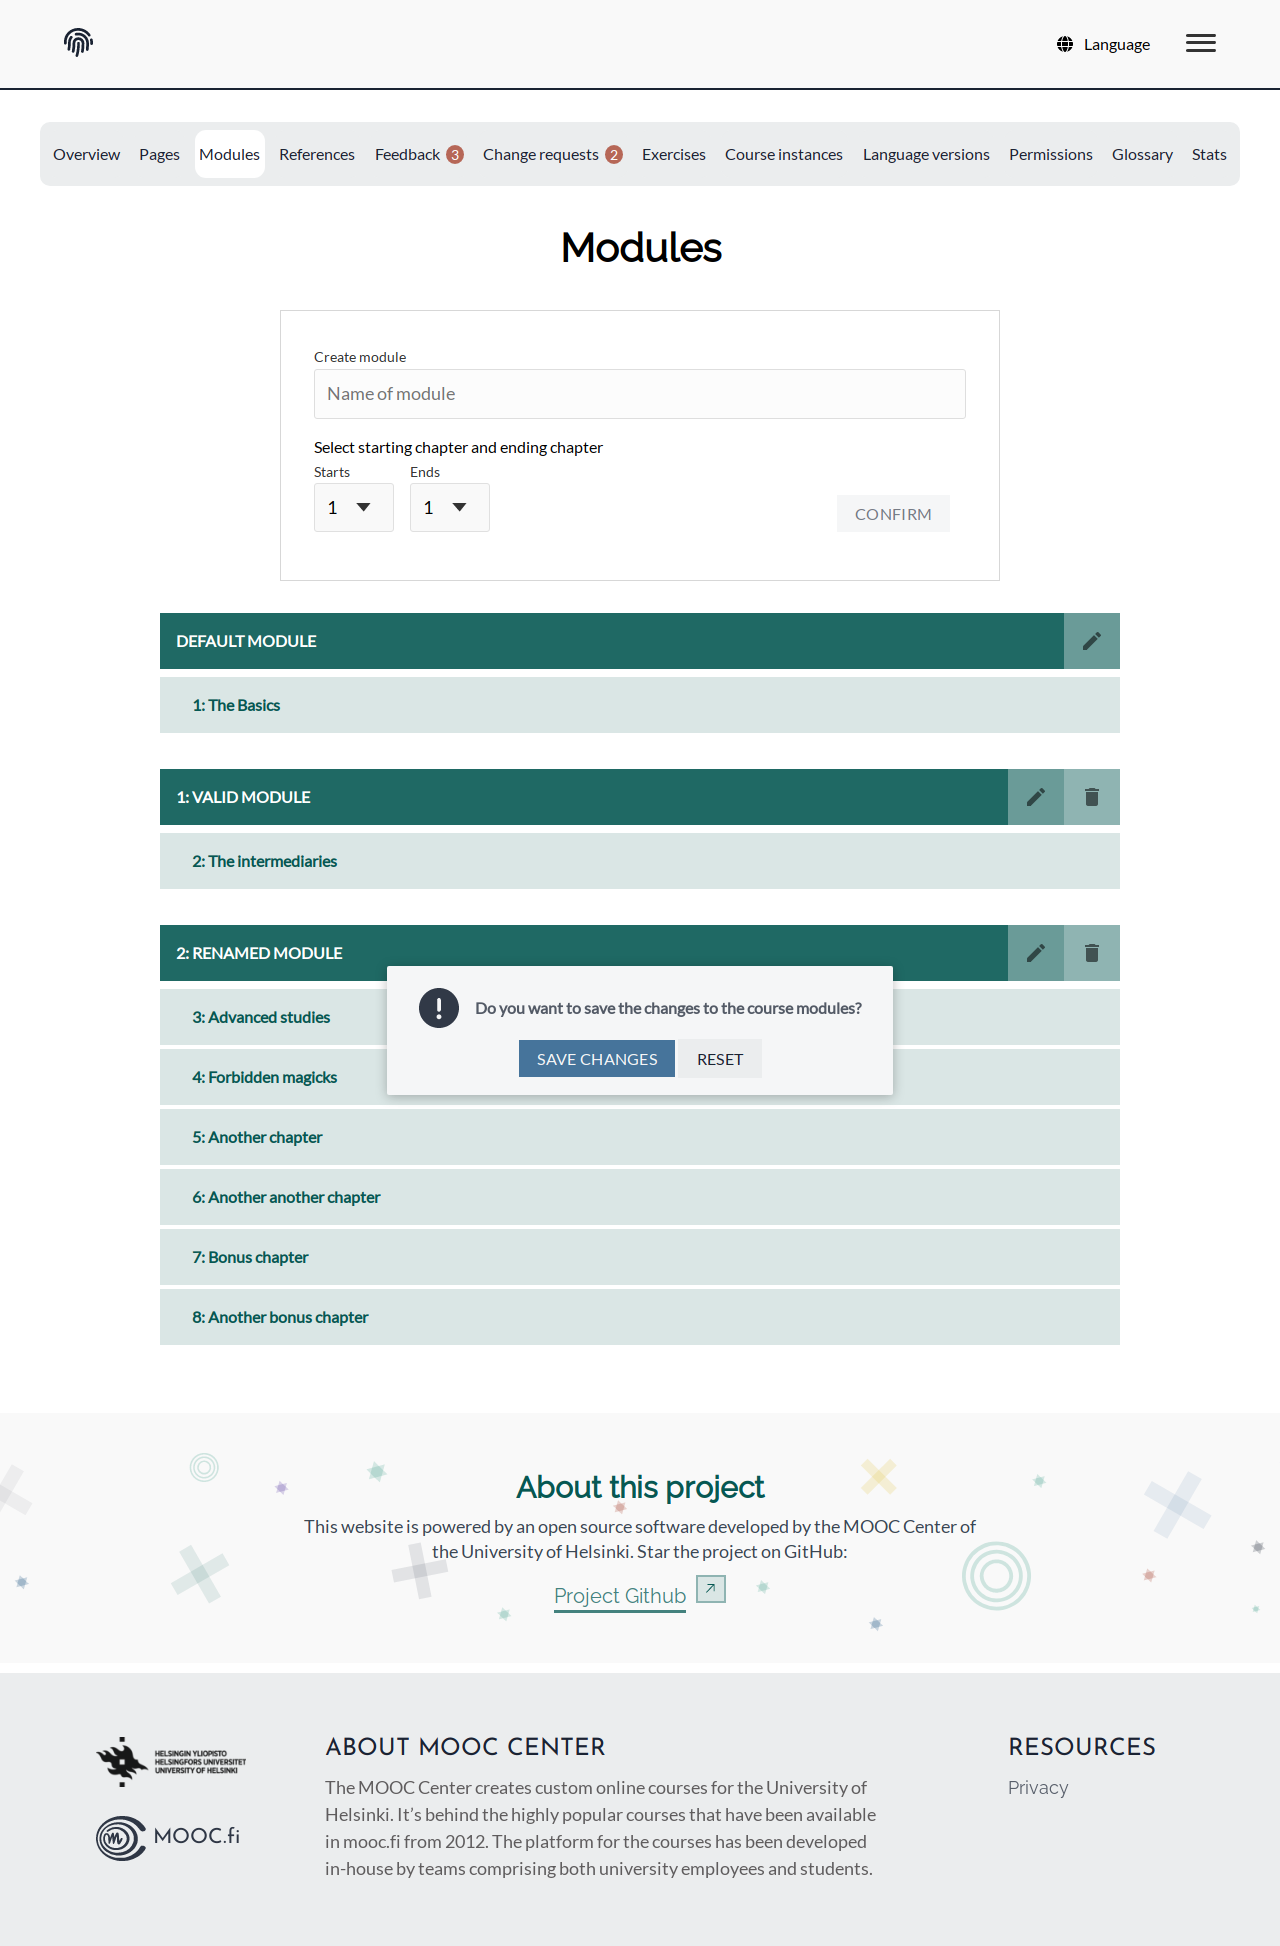 Language
Overview Pages Modules References Feedback 3 Change requests 2 Exercises Course instances Language versions Permissions Glossary Stats
Modules
Create module
Name of module
Select starting chapter and ending chapter
Starts Ends
1 1
CONFIRM
DEFAULT MODULE
1: The Basics
1: VALID MODULE
2: The intermediaries
2: RENAMED MODULE
3: Advanced studies
Do you want to save the changes to the course modules?
SAVE CHANGES RESET
4: Forbidden magicks
5: Another chapter
6: Another another chapter
7: Bonus chapter
8: Another bonus chapter
About this project
This website is powered by an open source software developed by the MOOC Center of
the University of Helsinki. Star the project on GitHub:
Project Github
HELSINGIN YLIOPISTO
HELSINGFORS UNIVERSITET
UNIVERSITY OF HELSINKI
MOOC.fi
ABOUT MOOC CENTER
The MOOC Center creates custom online courses for the University of
Helsinki. It’s behind the highly popular courses that have been available
in mooc.fi from 2012. The platform for the courses has been developed
in-house by teams comprising both university employees and students.
RESOURCES
Privacy